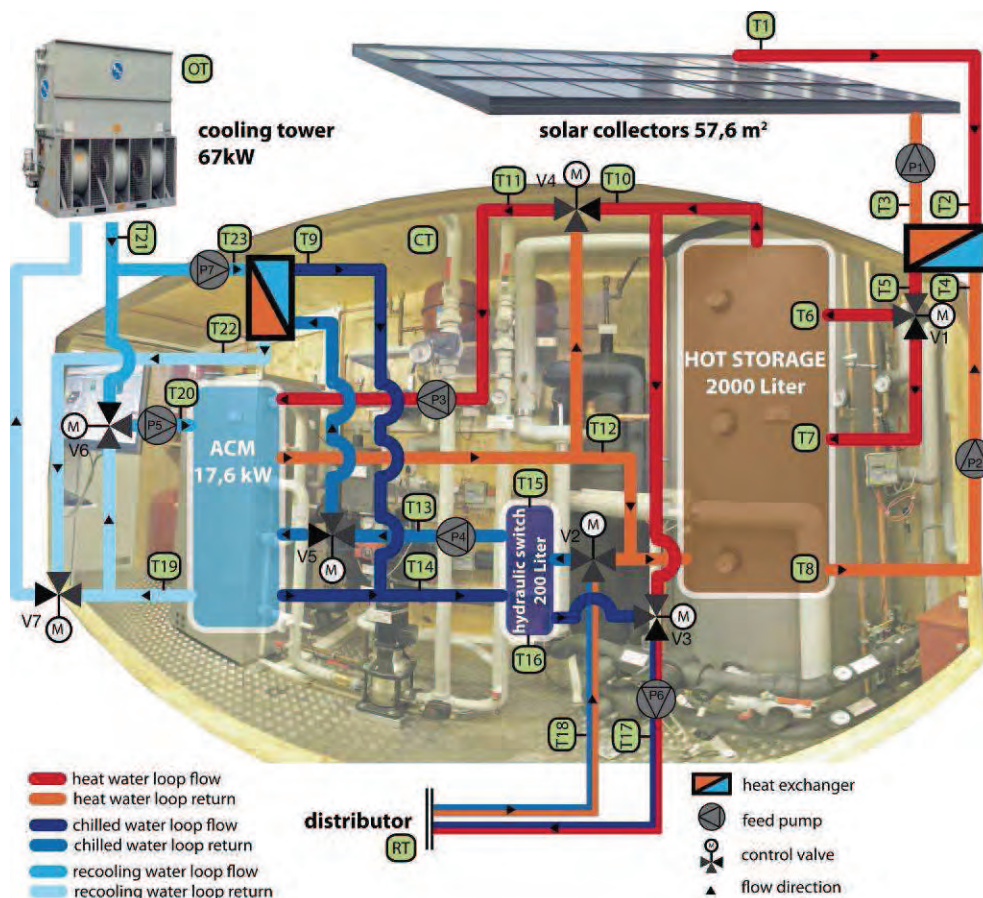 T1
OT
cooling tower
67kW
solar collectors 57,6 m²
P1
V4
M
T11
T10
T3
T2
T21
T23
T9
CT
P7
T5
T4
T22
T6
M
V1
HOT STORAGE
2000 Liter
P3
T20
M
P5
V6
T7
T12
P2
ACM
17,6 kW
T15
T13
V2
M
P4
V5
M
T19
T14
hydraulic switch
200 Liter
T8
V7
M
T16
M
V3
P6
T18
T17
heat water loop flow
heat water loop return
chilled water loop flow
chilled water loop return
recooling water loop flow
recooling water loop return
distributor
RT
heat exchanger
feed pump
M
control valve
flow direction